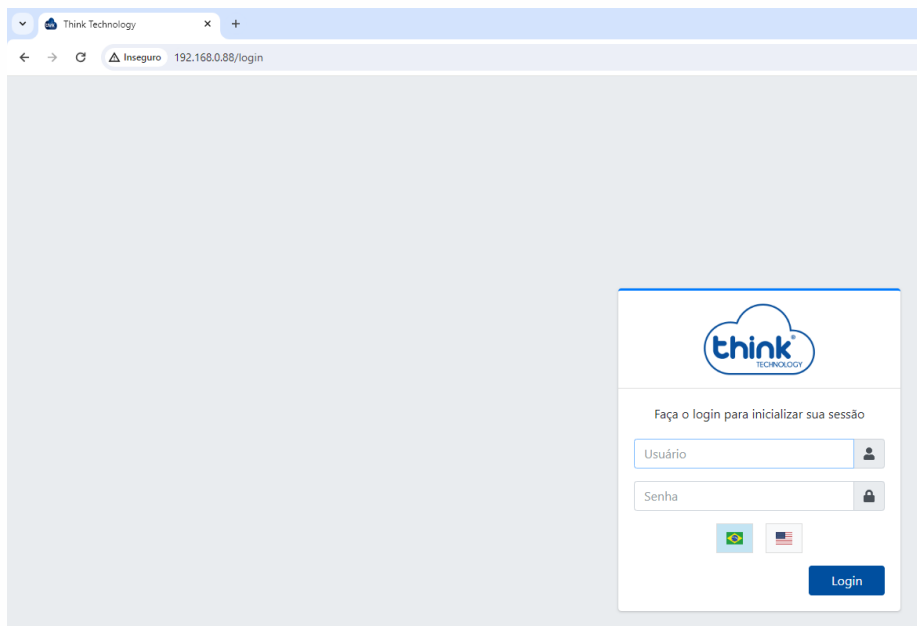 Think Technology
Inseguro 192.168.0.88/login
think®
TECHNOLOGY
Faça o login para inicializar sua sessão
Usuário
Senha
Login